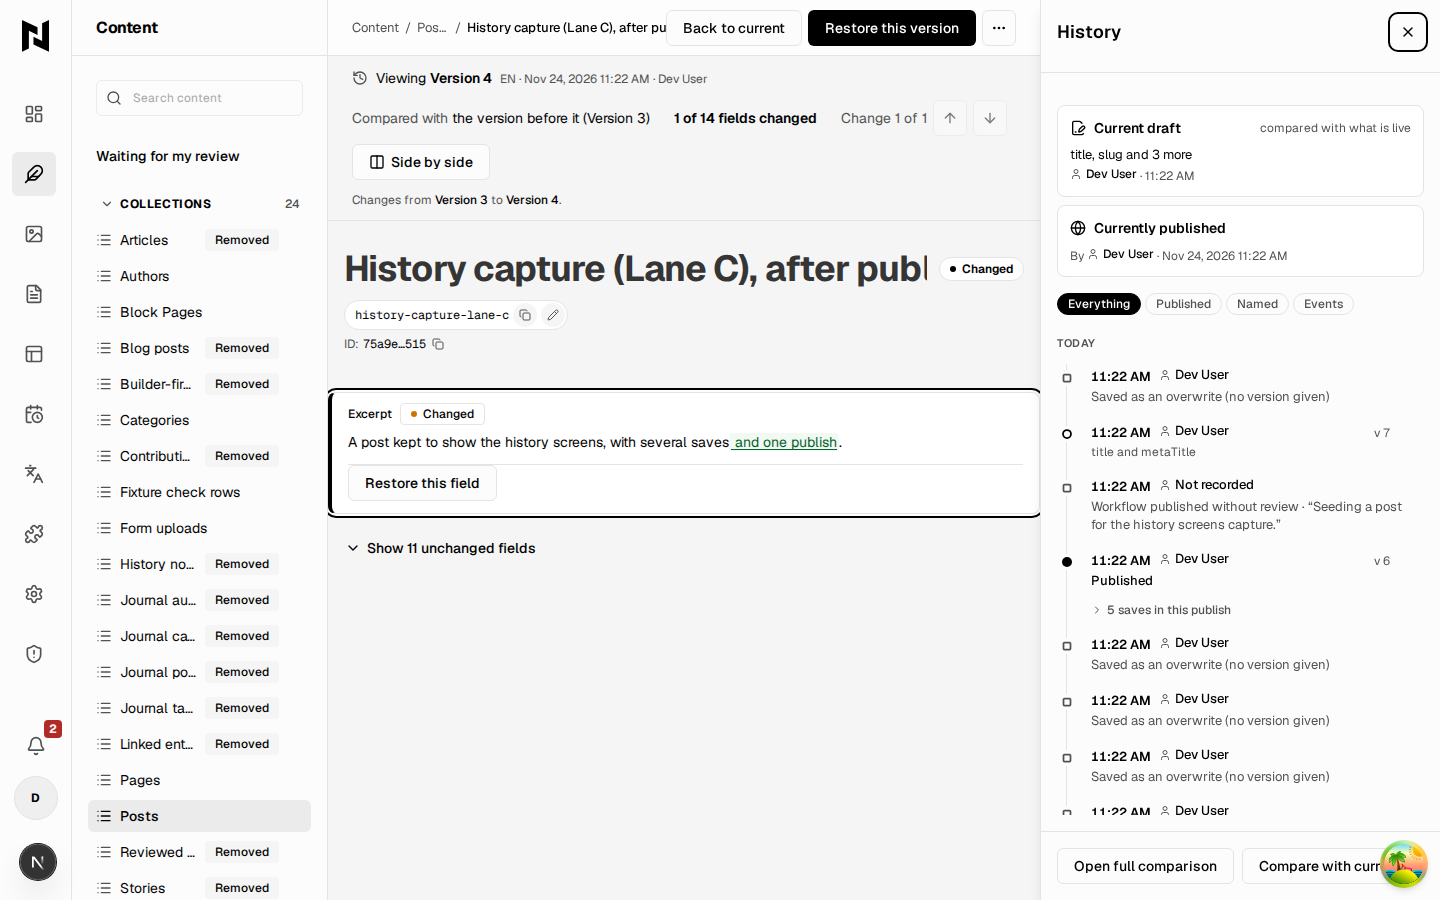 Content
Search content
Waiting for my review
COLLECTIONS 24
Articles Removed
Authors
Block Pages
Blog posts Removed
Builder-fir... Removed
Categories
Contributi... Removed
Fixture check rows
Form uploads
History no... Removed
Journal au... Removed
Journal ca... Removed
Journal po... Removed
Journal ta... Removed
Linked ent... Removed
Pages
Posts
Reviewed ... Removed
Stories Removed
2
D
N
Content / Pos... / History capture (Lane C), after pu
Back to current
Restore this version
Viewing Version 4 EN · Nov 24, 2026 11:22 AM · Dev User
Compared with the version before it (Version 3) 1 of 14 fields changed Change 1 of 1
Side by side
Changes from Version 3 to Version 4.
History capture (Lane C), after publ Changed
history-capture-lane-c
ID: 75a9e…515
Excerpt Changed
A post kept to show the history screens, with several saves and one publish.
Restore this field
Show 11 unchanged fields
History
Current draft compared with what is live
title, slug and 3 more
Dev User · 11:22 AM
Currently published
By Dev User · Nov 24, 2026 11:22 AM
Everything Published Named Events
TODAY
11:22 AM Dev User
Saved as an overwrite (no version given)
11:22 AM Dev User v 7
title and metaTitle
11:22 AM Not recorded
Workflow published without review · “Seeding a post
for the history screens capture.”
11:22 AM Dev User v 6
Published
5 saves in this publish
11:22 AM Dev User
Saved as an overwrite (no version given)
11:22 AM Dev User
Saved as an overwrite (no version given)
11:22 AM Dev User
Saved as an overwrite (no version given)
11:22 AM Dev User
Open full comparison
Compare with curr